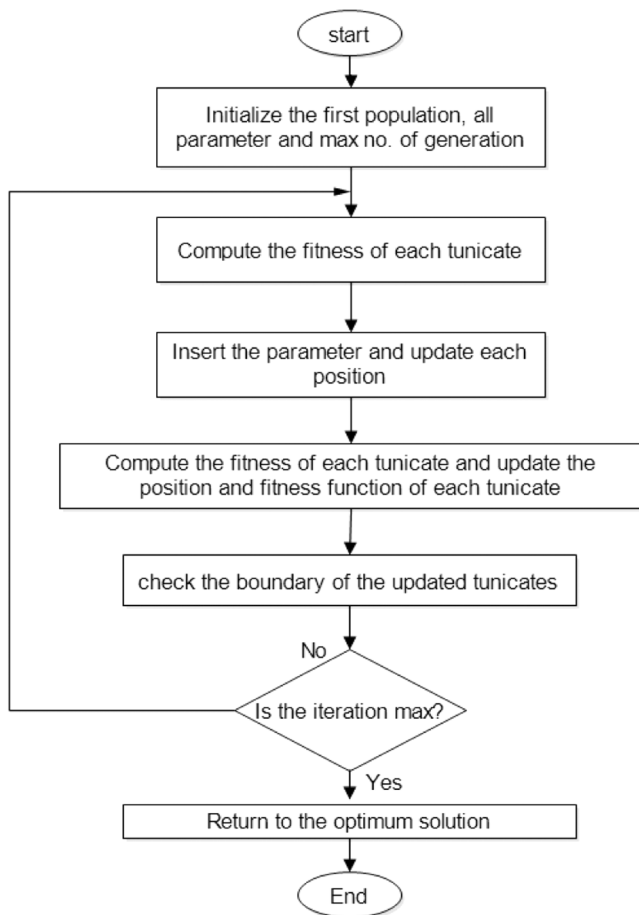 start
Initialize the first population, all
parameter and max no. of generation
Compute the fitness of each tunicate
Insert the parameter and update each
position
Compute the fitness of each tunicate and update the
position and fitness function of each tunicate
check the boundary of the updated tunicates
No
Is the iteration max?
Yes
Return to the optimum solution
End